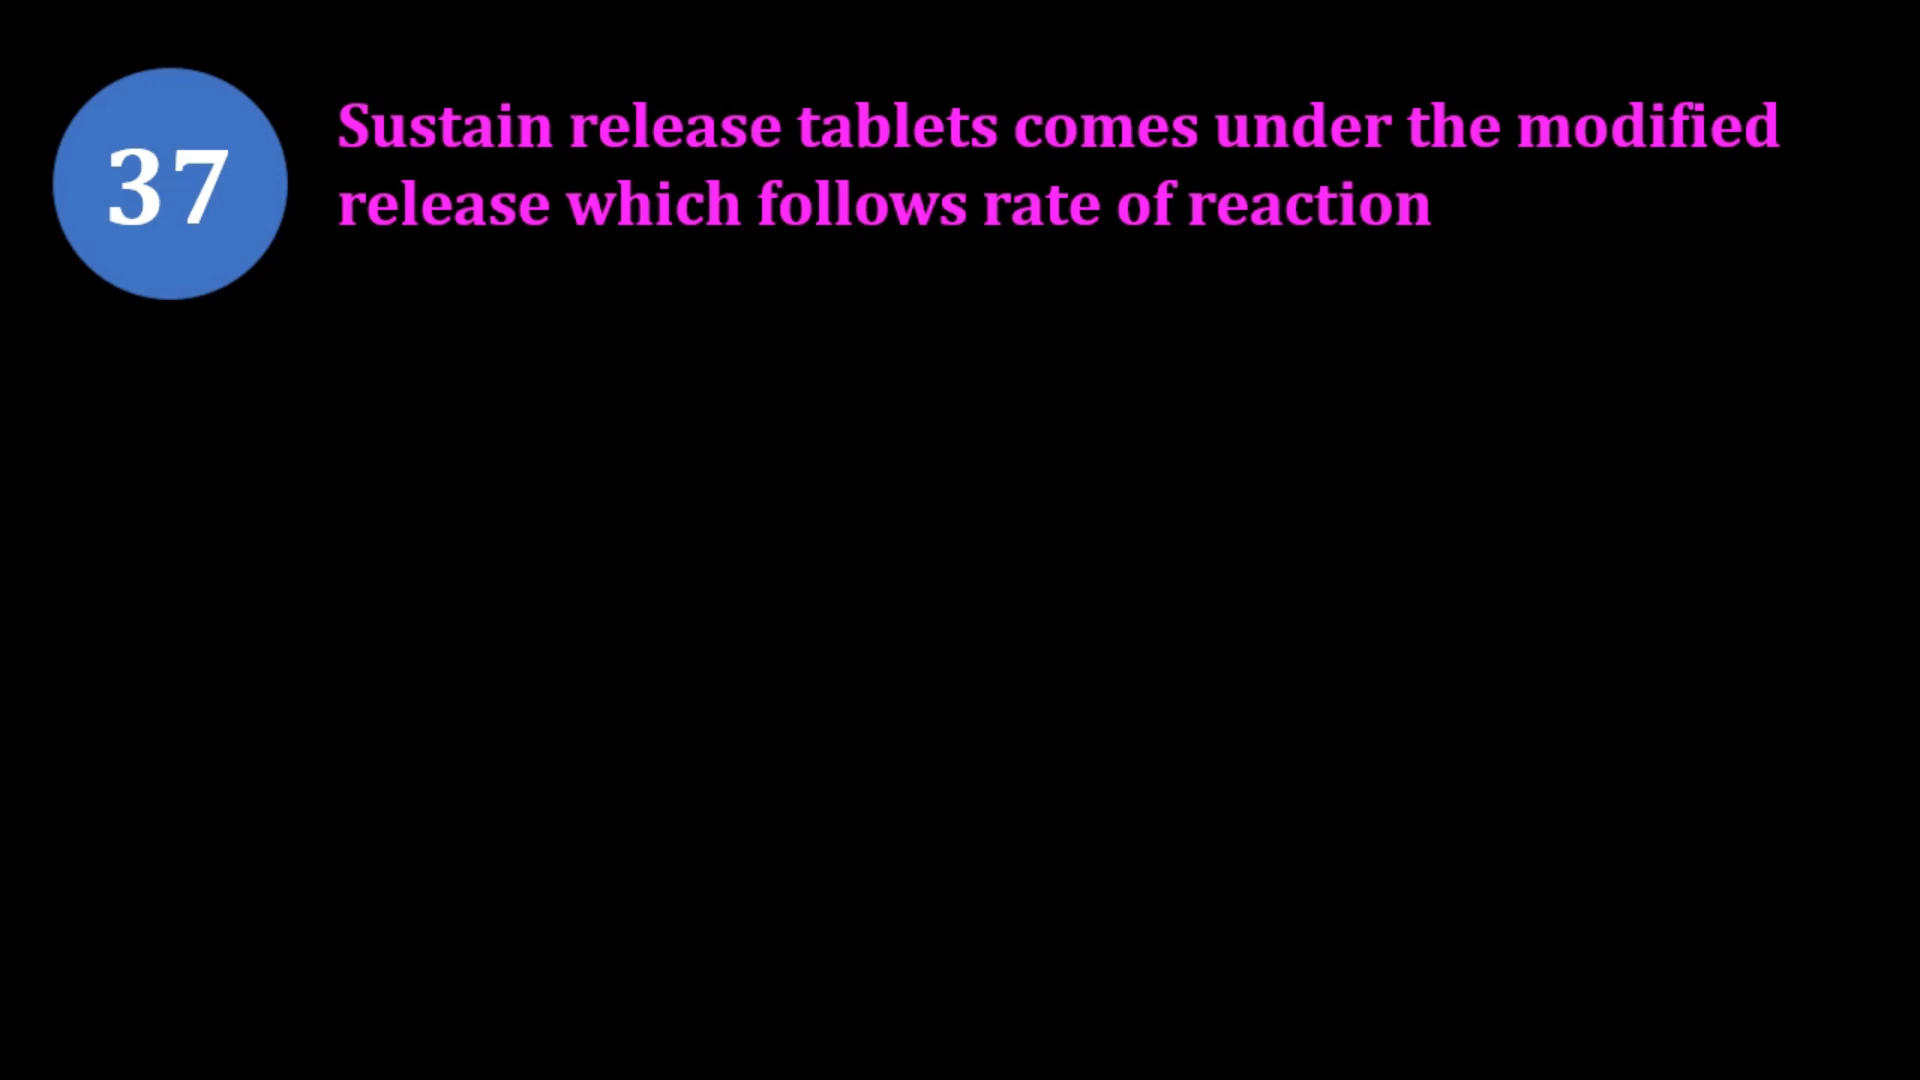 37
Sustain release tablets comes under the modified
release which follows rate of reaction